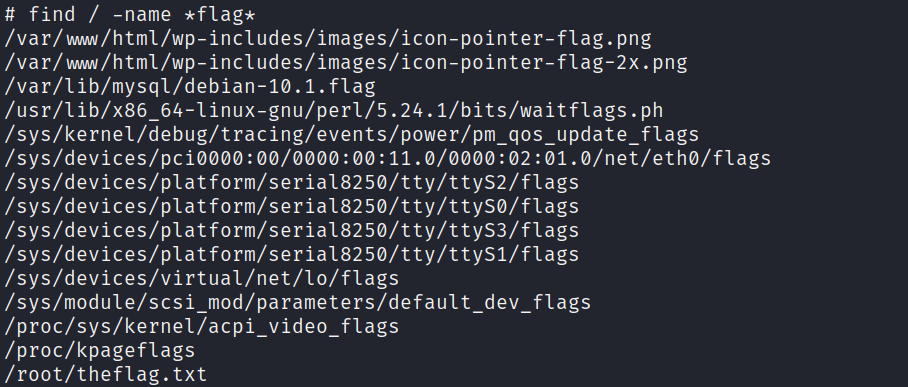 # find / -name *flag*
/var/www/html/wp-includes/images/icon-pointer-flag.png
/var/www/html/wp-includes/images/icon-pointer-flag-2x.png
/var/lib/mysql/debian-10.1.flag
/usr/lib/x86_64-linux-gnu/perl/5.24.1/bits/waitflags.ph
/sys/kernel/debug/tracing/events/power/pm_qos_update_flags
/sys/devices/pci0000:00/0000:00:11.0/0000:02:01.0/net/eth0/flags
/sys/devices/platform/serial8250/tty/ttyS2/flags
/sys/devices/platform/serial8250/tty/ttyS0/flags
/sys/devices/platform/serial8250/tty/ttyS3/flags
/sys/devices/platform/serial8250/tty/ttyS1/flags
/sys/devices/virtual/net/lo/flags
/sys/module/scsi_mod/parameters/default_dev_flags
/proc/sys/kernel/acpi_video_flags
/proc/kpageflags
/root/theflag.txt